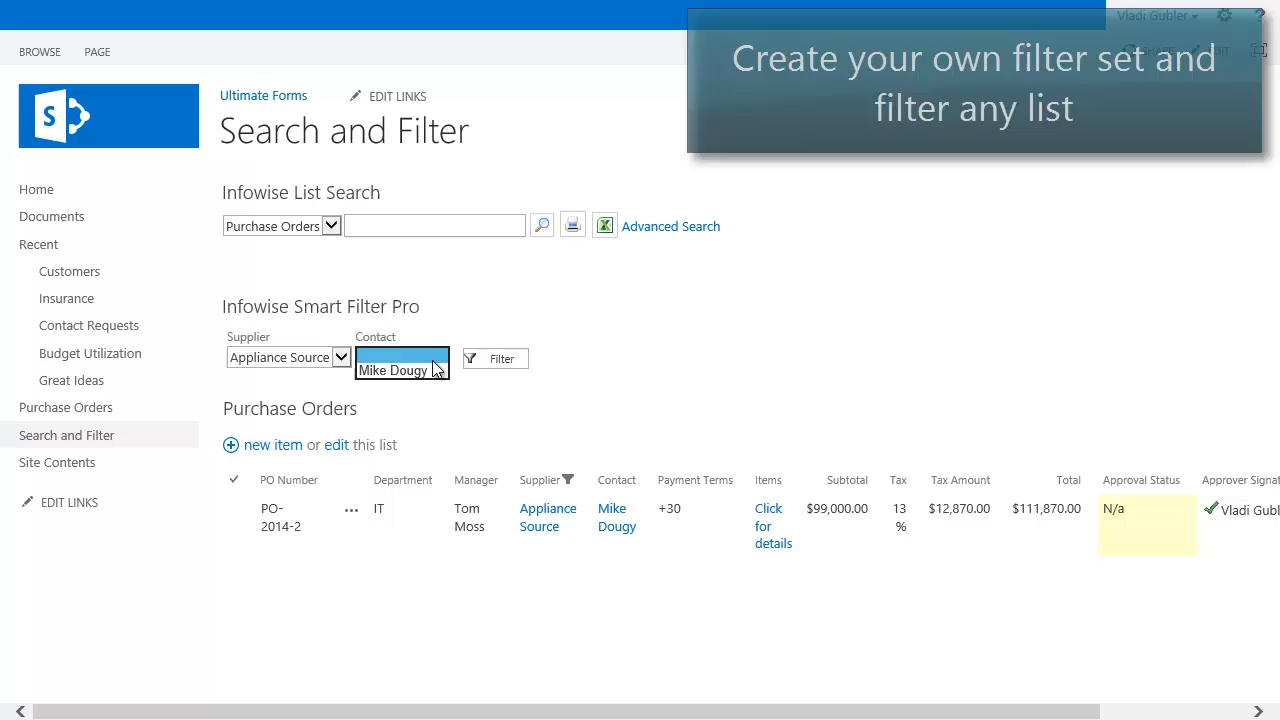 Vladi Gubler
?
Create your own filter set and
filter any list
BROWSE
PAGE
S
Ultimate Forms
EDIT LINKS
Search and Filter
Home
Documents
Recent
Customers
Insurance
Contact Requests
Budget Utilization
Great Ideas
Purchase Orders
Search and Filter
Site Contents
EDIT LINKS
Infowise List Search
Purchase Orders
Advanced Search
Infowise Smart Filter Pro
Supplier Contact
Appliance Source
Mike Dougy
Filter
Purchase Orders
new item or edit this list
PO Number Department Manager Supplier Contact Payment Terms Items Subtotal Tax Tax Amount Total Approval Status Approver Signat
PO- ... IT Tom Appliance Mike +30 Click $99,000.00 13 $12,870.00 $111,870.00 N/a Vladi Gubl
2014-2 Moss Source Dougy for %
details